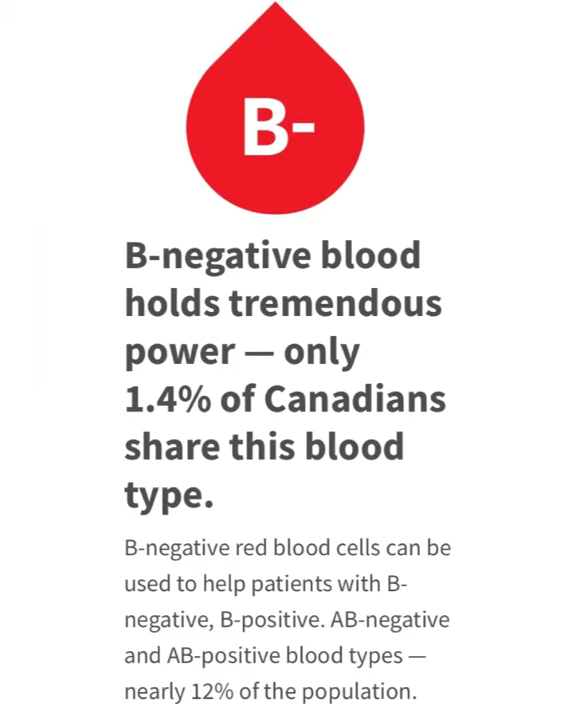 B-
B-negative blood
holds tremendous
power — only
1.4% of Canadians
share this blood
type.
B-negative red blood cells can be
used to help patients with B-
negative, B-positive. AB-negative
and AB-positive blood types —
nearly 12% of the population.